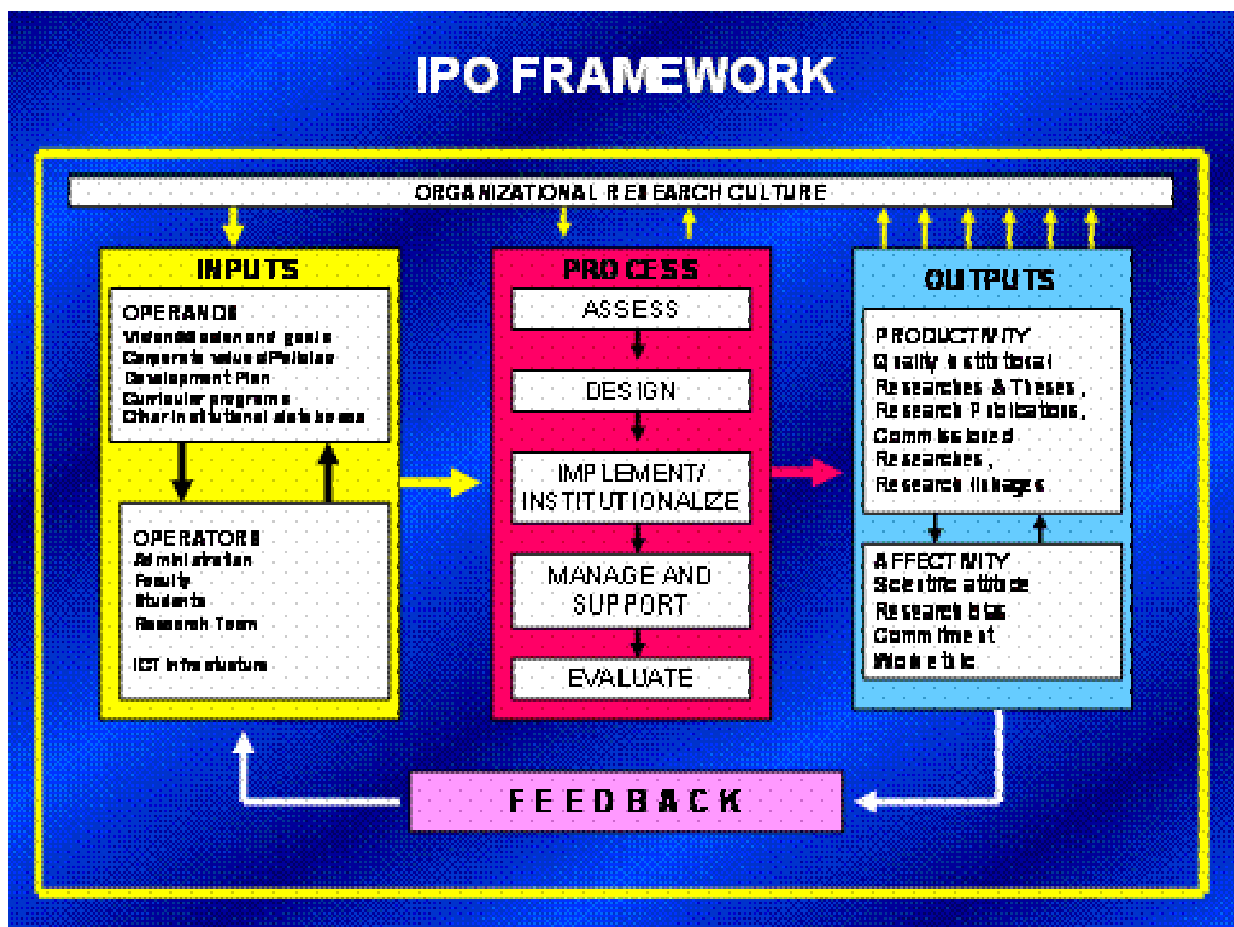 IPO FRAMEWORK
ORGANIZATIONAL RESEARCH CULTURE
INPUTS
OPERANDS
Vision/Mission and goals
Corporate values/Policies
Development Plan
Curricular programs
Other institutional databases
OPERATORS
Administration
Faculty
Students
Research Team
ICT Infrastructure
PROCESS
ASSESS
DESIGN
IMPLEMENT/
INSTITUTIONALIZE
MANAGE AND
SUPPORT
EVALUATE
OUTPUTS
PRODUCTIVITY
Quality Institutional
Researches & Theses,
Research Publications,
Commissioned
Researches,
Research linkages
AFFECTIVITY
Scientific attitude
Research bias
Commitment
Work ethic
FEEDBACK